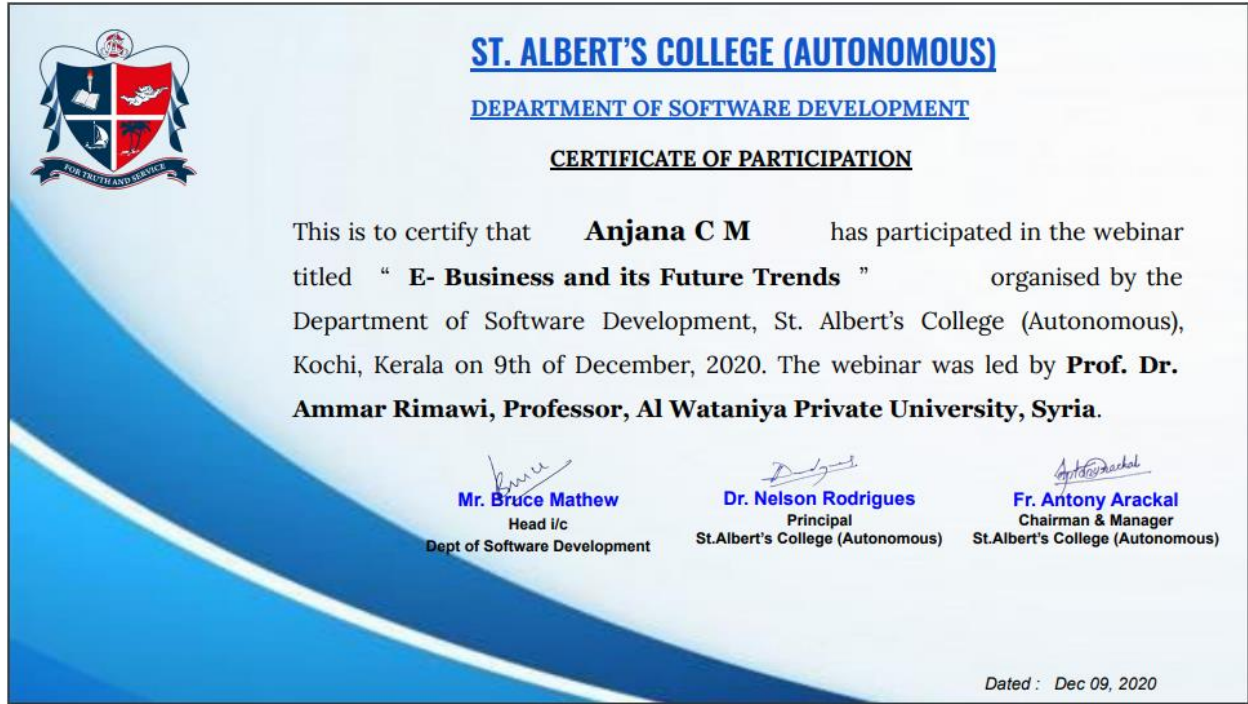 ST. ALBERT'S COLLEGE (AUTONOMOUS)
DEPARTMENT OF SOFTWARE DEVELOPMENT
CERTIFICATE OF PARTICIPATION
FOR TRUTH AND SERVICE
This is to certify that Anjana C M has participated in the webinar
titled “ E- Business and its Future Trends ” organised by the
Department of Software Development, St. Albert's College (Autonomous),
Kochi, Kerala on 9th of December, 2020. The webinar was led by Prof. Dr.
Ammar Rimawi, Professor, Al Wataniya Private University, Syria.
Bruce
Antonyarackal
Mr. Bruce Mathew
Head i/c
Dept of Software Development
Dr. Nelson Rodrigues
Principal
St.Albert's College (Autonomous)
Fr. Antony Arackal
Chairman & Manager
St.Albert's College (Autonomous)
Dated : Dec 09, 2020